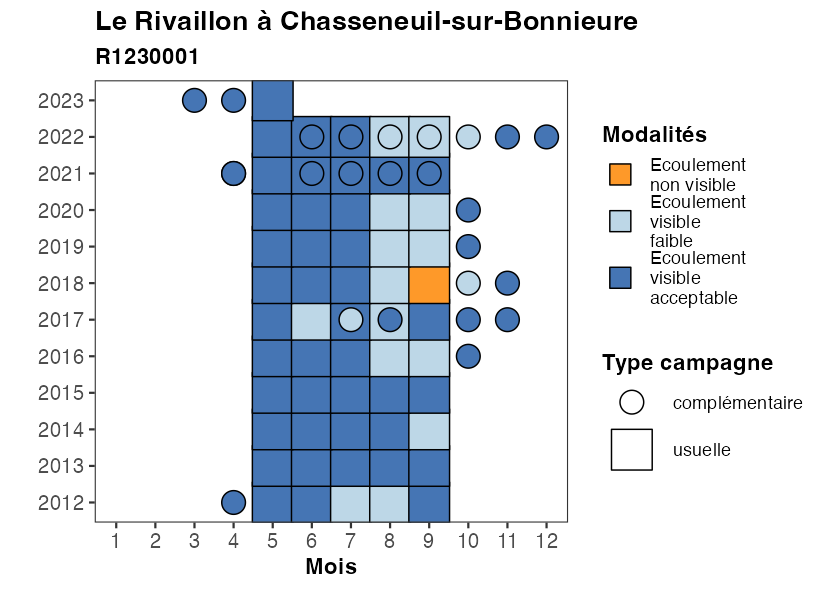 Le Rivaillon à Chasseneuil-sur-Bonnieure
R1230001
2023
2022
2021
2020
2019
2018
2017
2016
2015
2014
2013
2012
1 2 3 4 5 6 7 8 9 10 11 12
Mois
Modalités
Ecoulement
non visible
Ecoulement
visible
faible
Ecoulement
visible
acceptable
Type campagne
complémentaire
usuelle